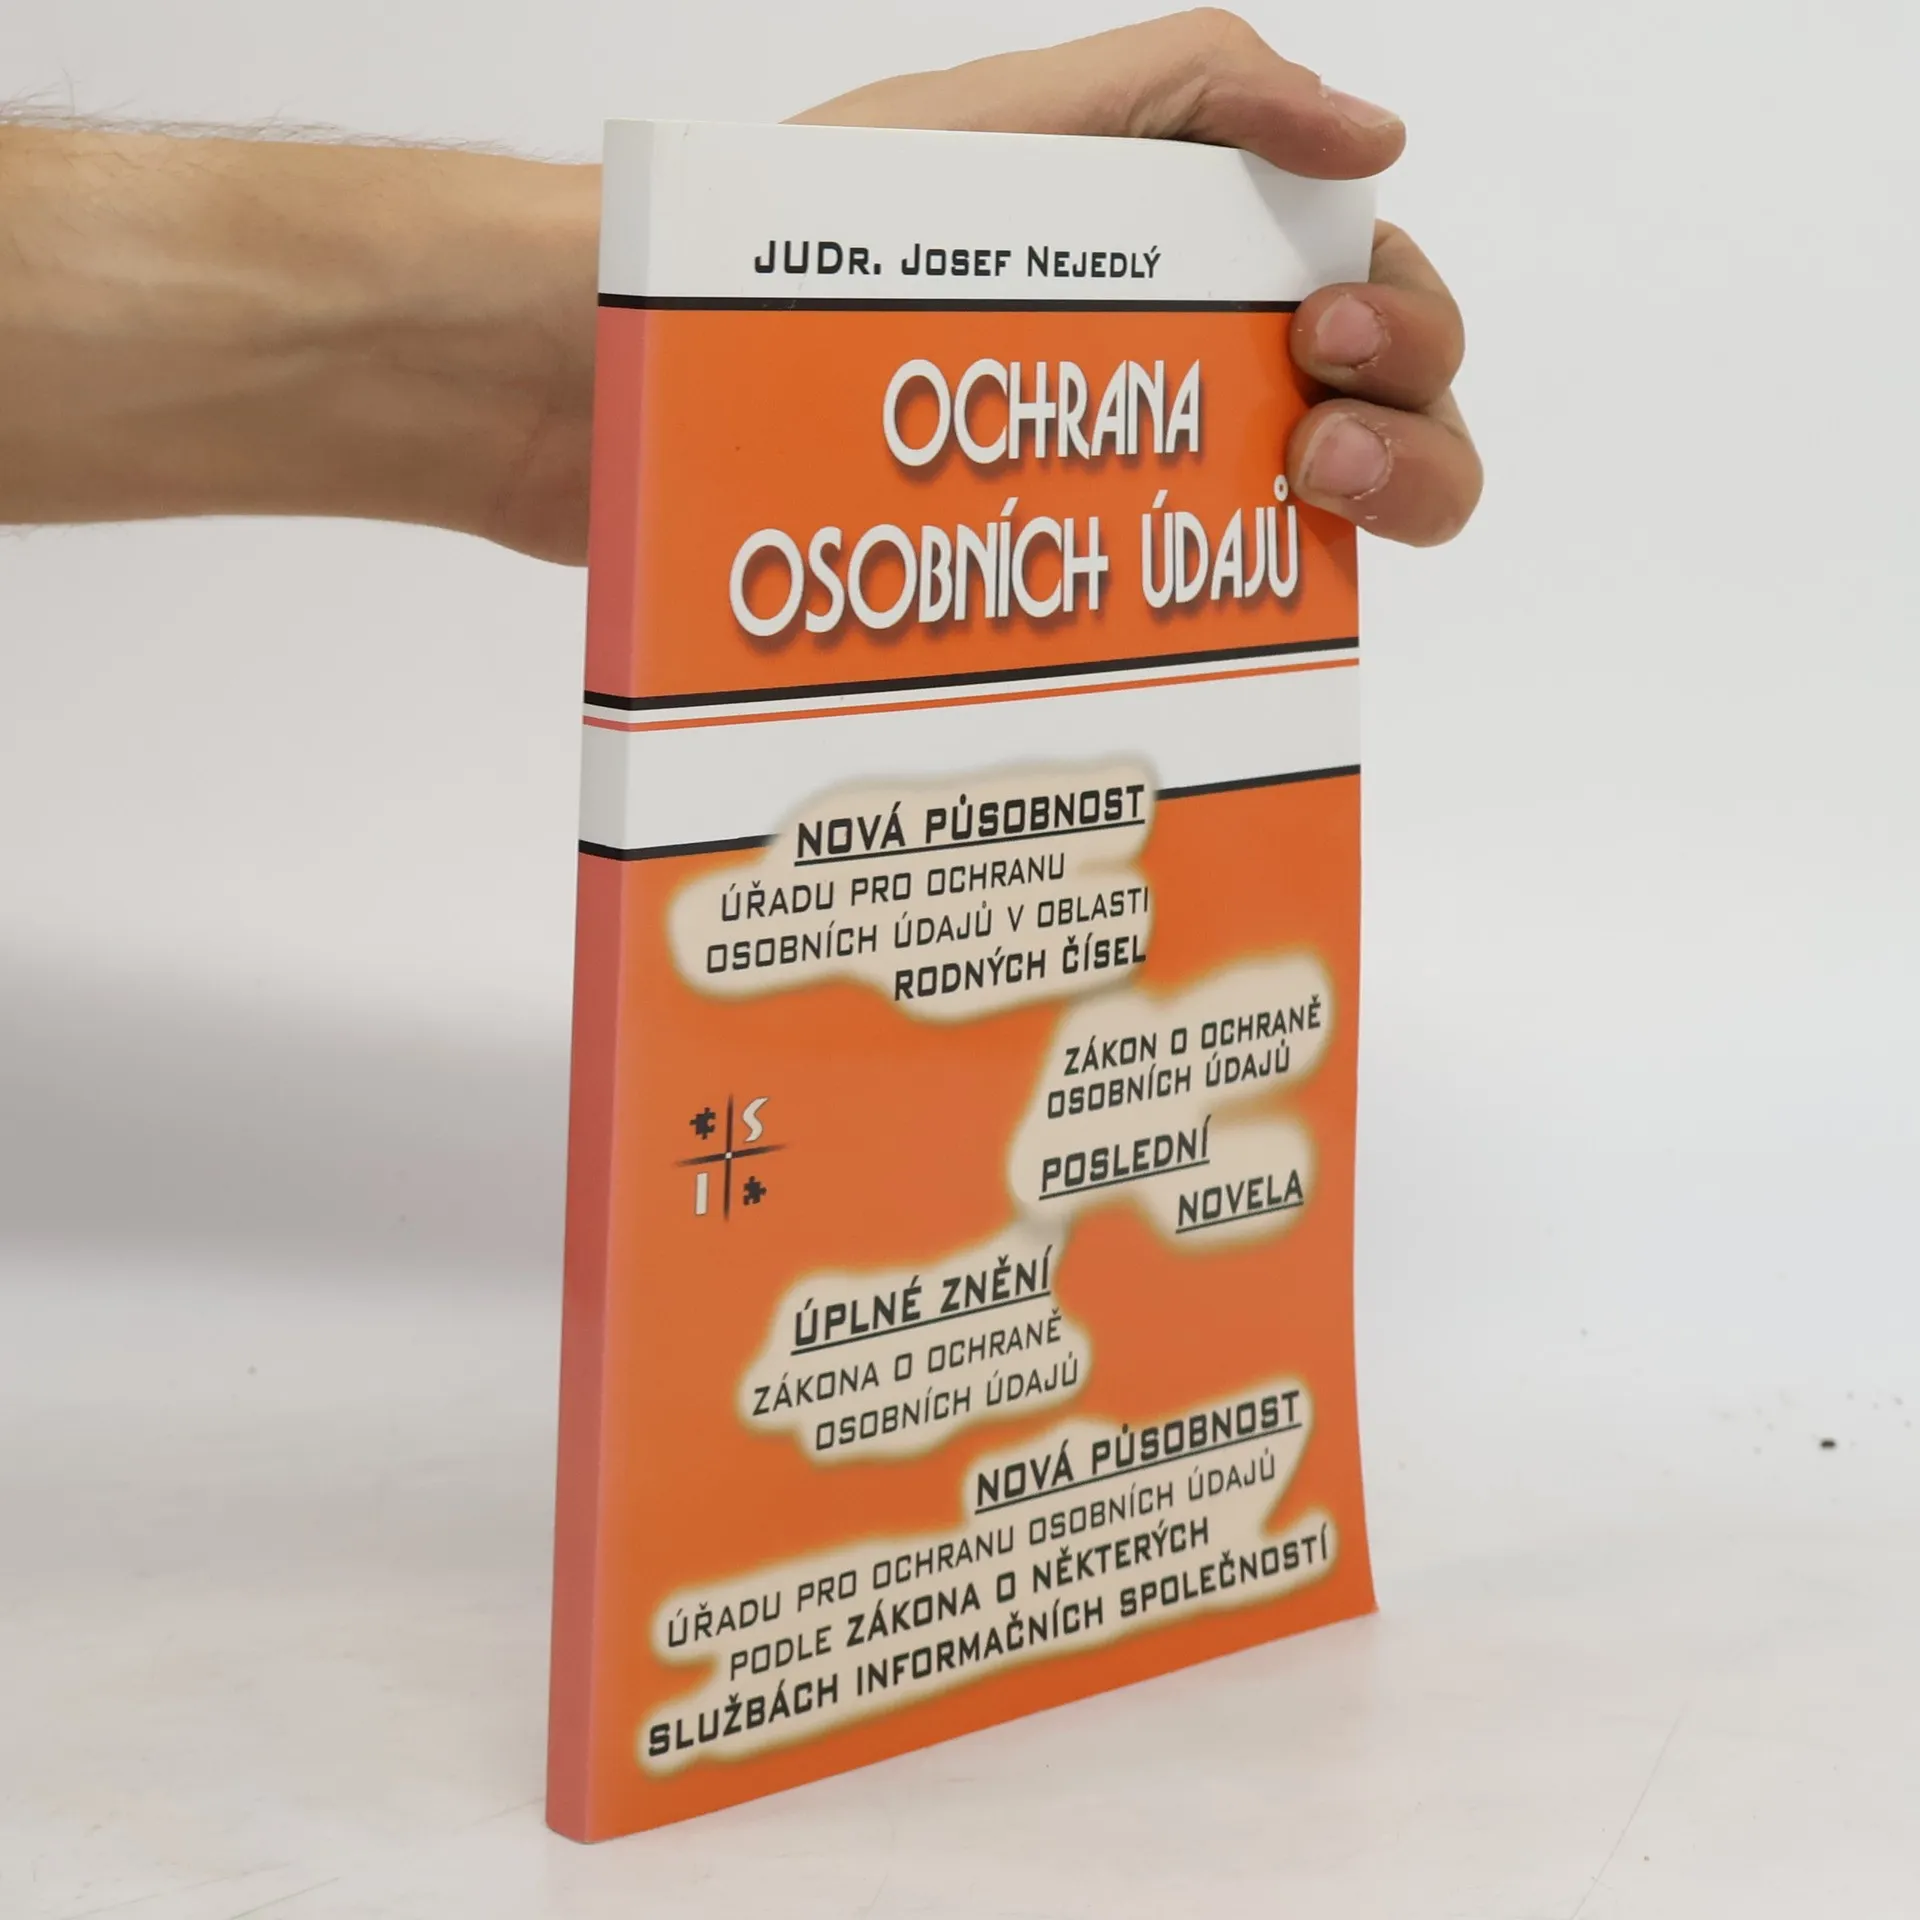 JUDR. JOSEF NEJEDLÝ
OCHRANA
OSOBNÍCH ÚDAJŮ
NOVÁ PŮSOBNOST
ÚŘADU PRO OCHRANU
OSOBNÍCH ÚDAJŮ V OBLASTI
RODNÝCH ČÍSEL
ZÁKON O OCHRANĚ
OSOBNÍCH ÚDAJŮ
POSLEDNÍ
NOVELA
S
I
ÚPLNÉ ZNĚNÍ
ZÁKONA O OCHRANĚ
OSOBNÍCH ÚDAJŮ
NOVÁ PŮSOBNOST
ÚŘADU PRO OCHRANU OSOBNÍCH ÚDAJŮ
PODLE ZÁKONA O NĚKTERÝCH
SLUŽBÁCH INFORMAČNÍCH SPOLEČNOSTÍ